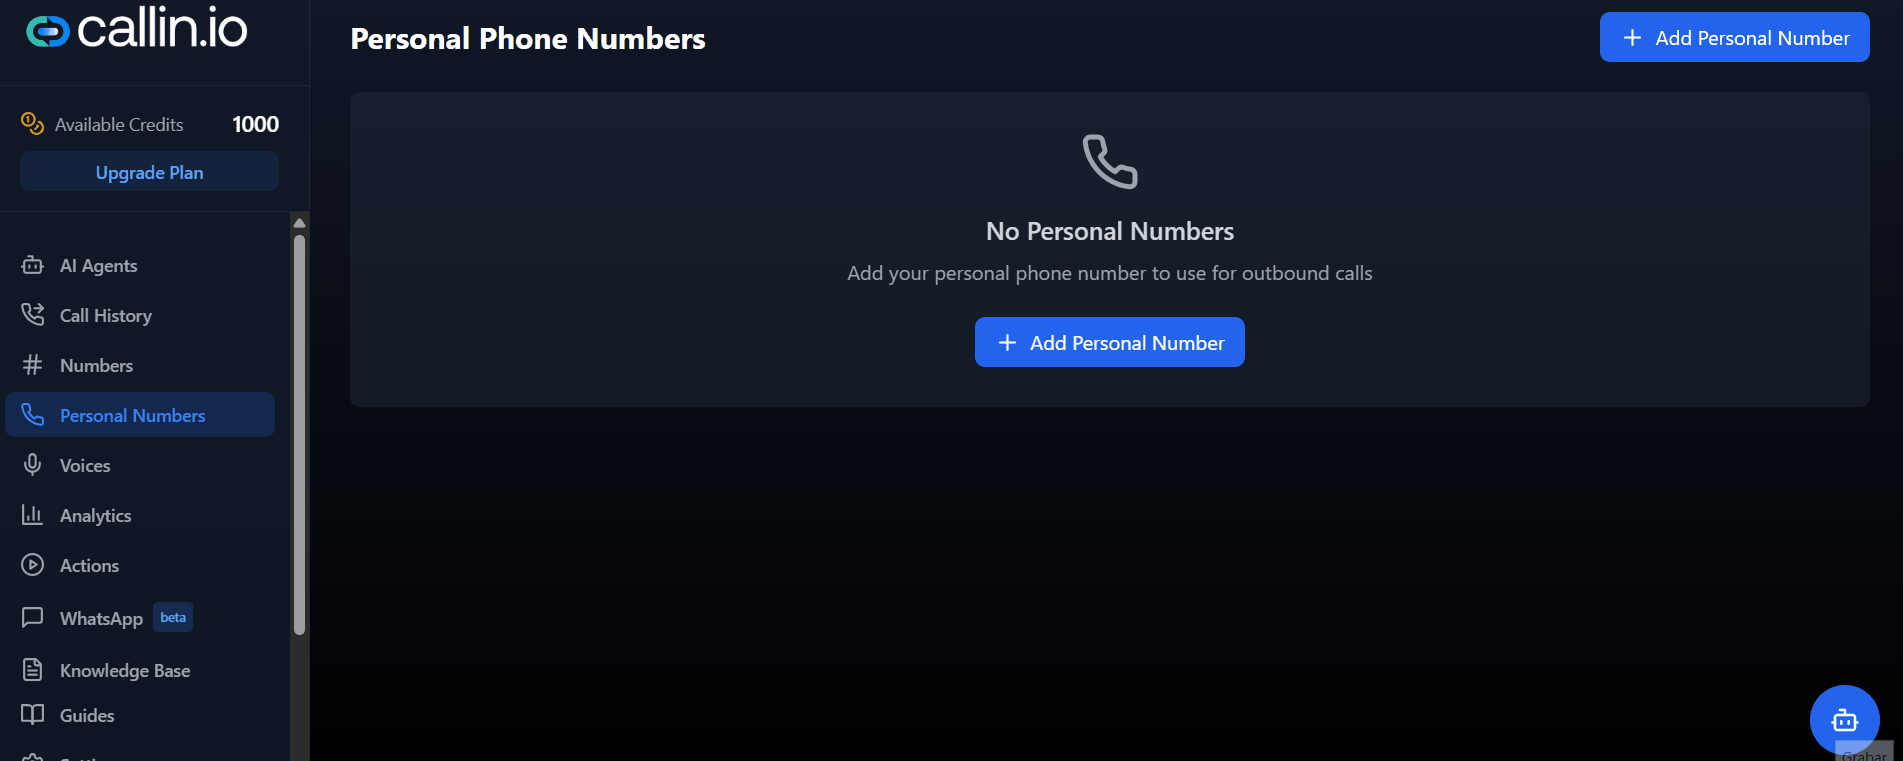 callin.io
Available Credits 1000
Upgrade Plan
AI Agents
Call History
Numbers
Personal Numbers
Voices
Analytics
Actions
WhatsApp beta
Knowledge Base
Guides
Personal Phone Numbers
+ Add Personal Number
No Personal Numbers
Add your personal phone number to use for outbound calls
+ Add Personal Number
Grabar